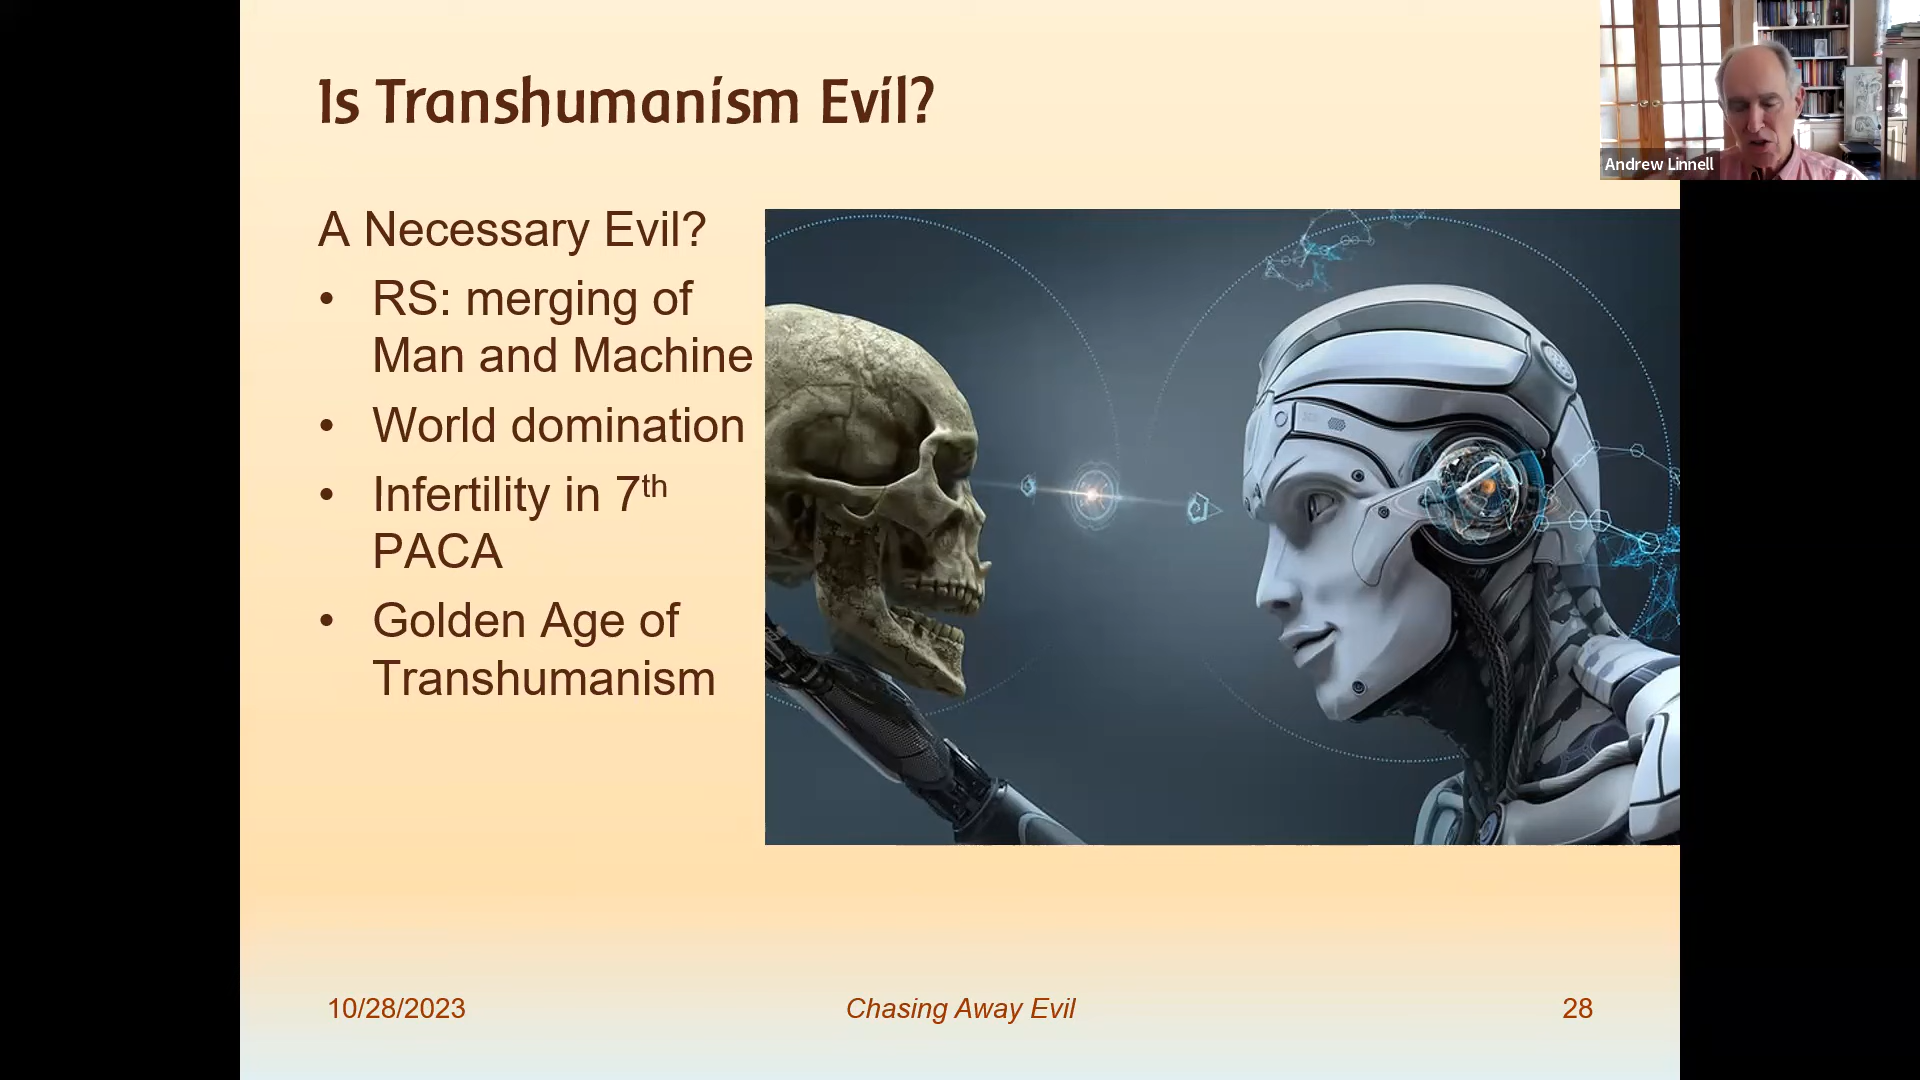 Is Transhumanism Evil?
Andrew Linnell
A Necessary Evil?
• RS: merging of
Man and Machine
• World domination
• Infertility in 7th
PACA
• Golden Age of
Transhumanism
10/28/2023
Chasing Away Evil
28